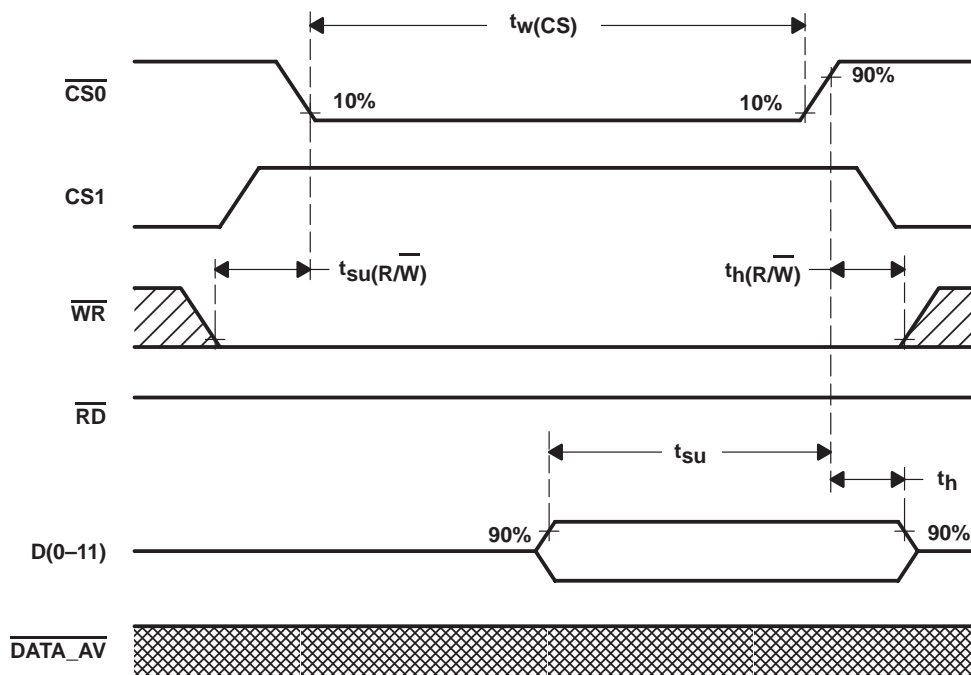 tw(CS)
CS0
10%
10%
90%
CS1
tsu(R/W)
th(R/W)
WR
RD
tsu
th
90%
90%
D(0–11)
DATA_AV